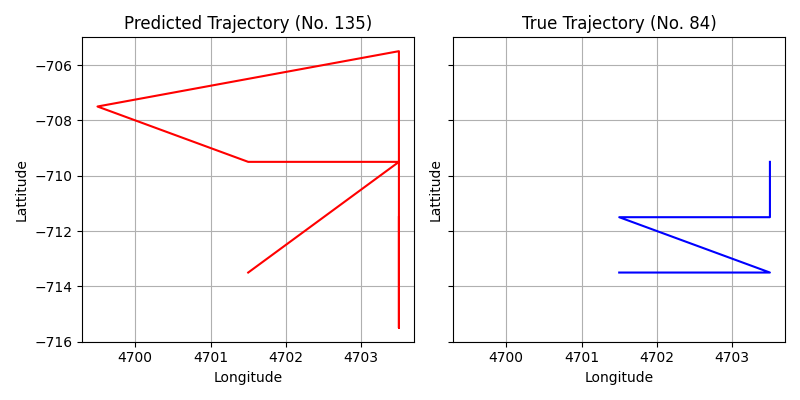 Predicted Trajectory (No. 135)
True Trajectory (No. 84)
Lattitude
−706
−708
−710
−712
−714
−716
4700
4701
4702
4703
Longitude
Lattitude
4700
4701
4702
4703
Longitude